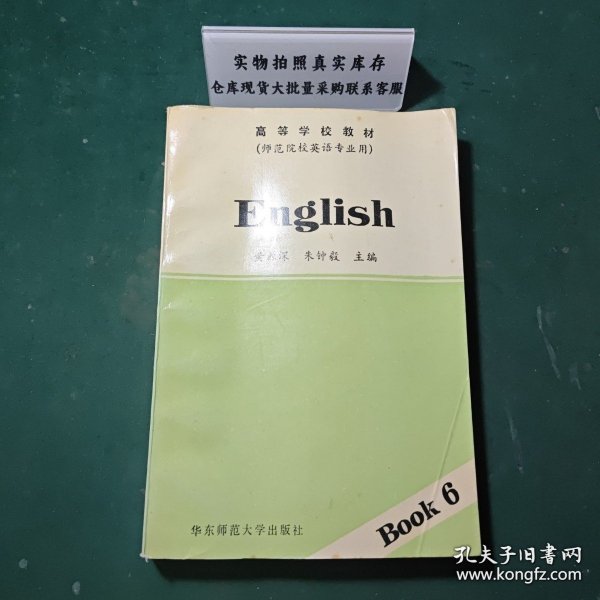 实物拍照真实库存
仓库现货大批量采购联系客服
高等学校教材
(师范院校英语专业用)
English
深 朱钟毅 主编
Book 6
华东师范大学出版社
孔夫子旧书网
www.kongfz.com